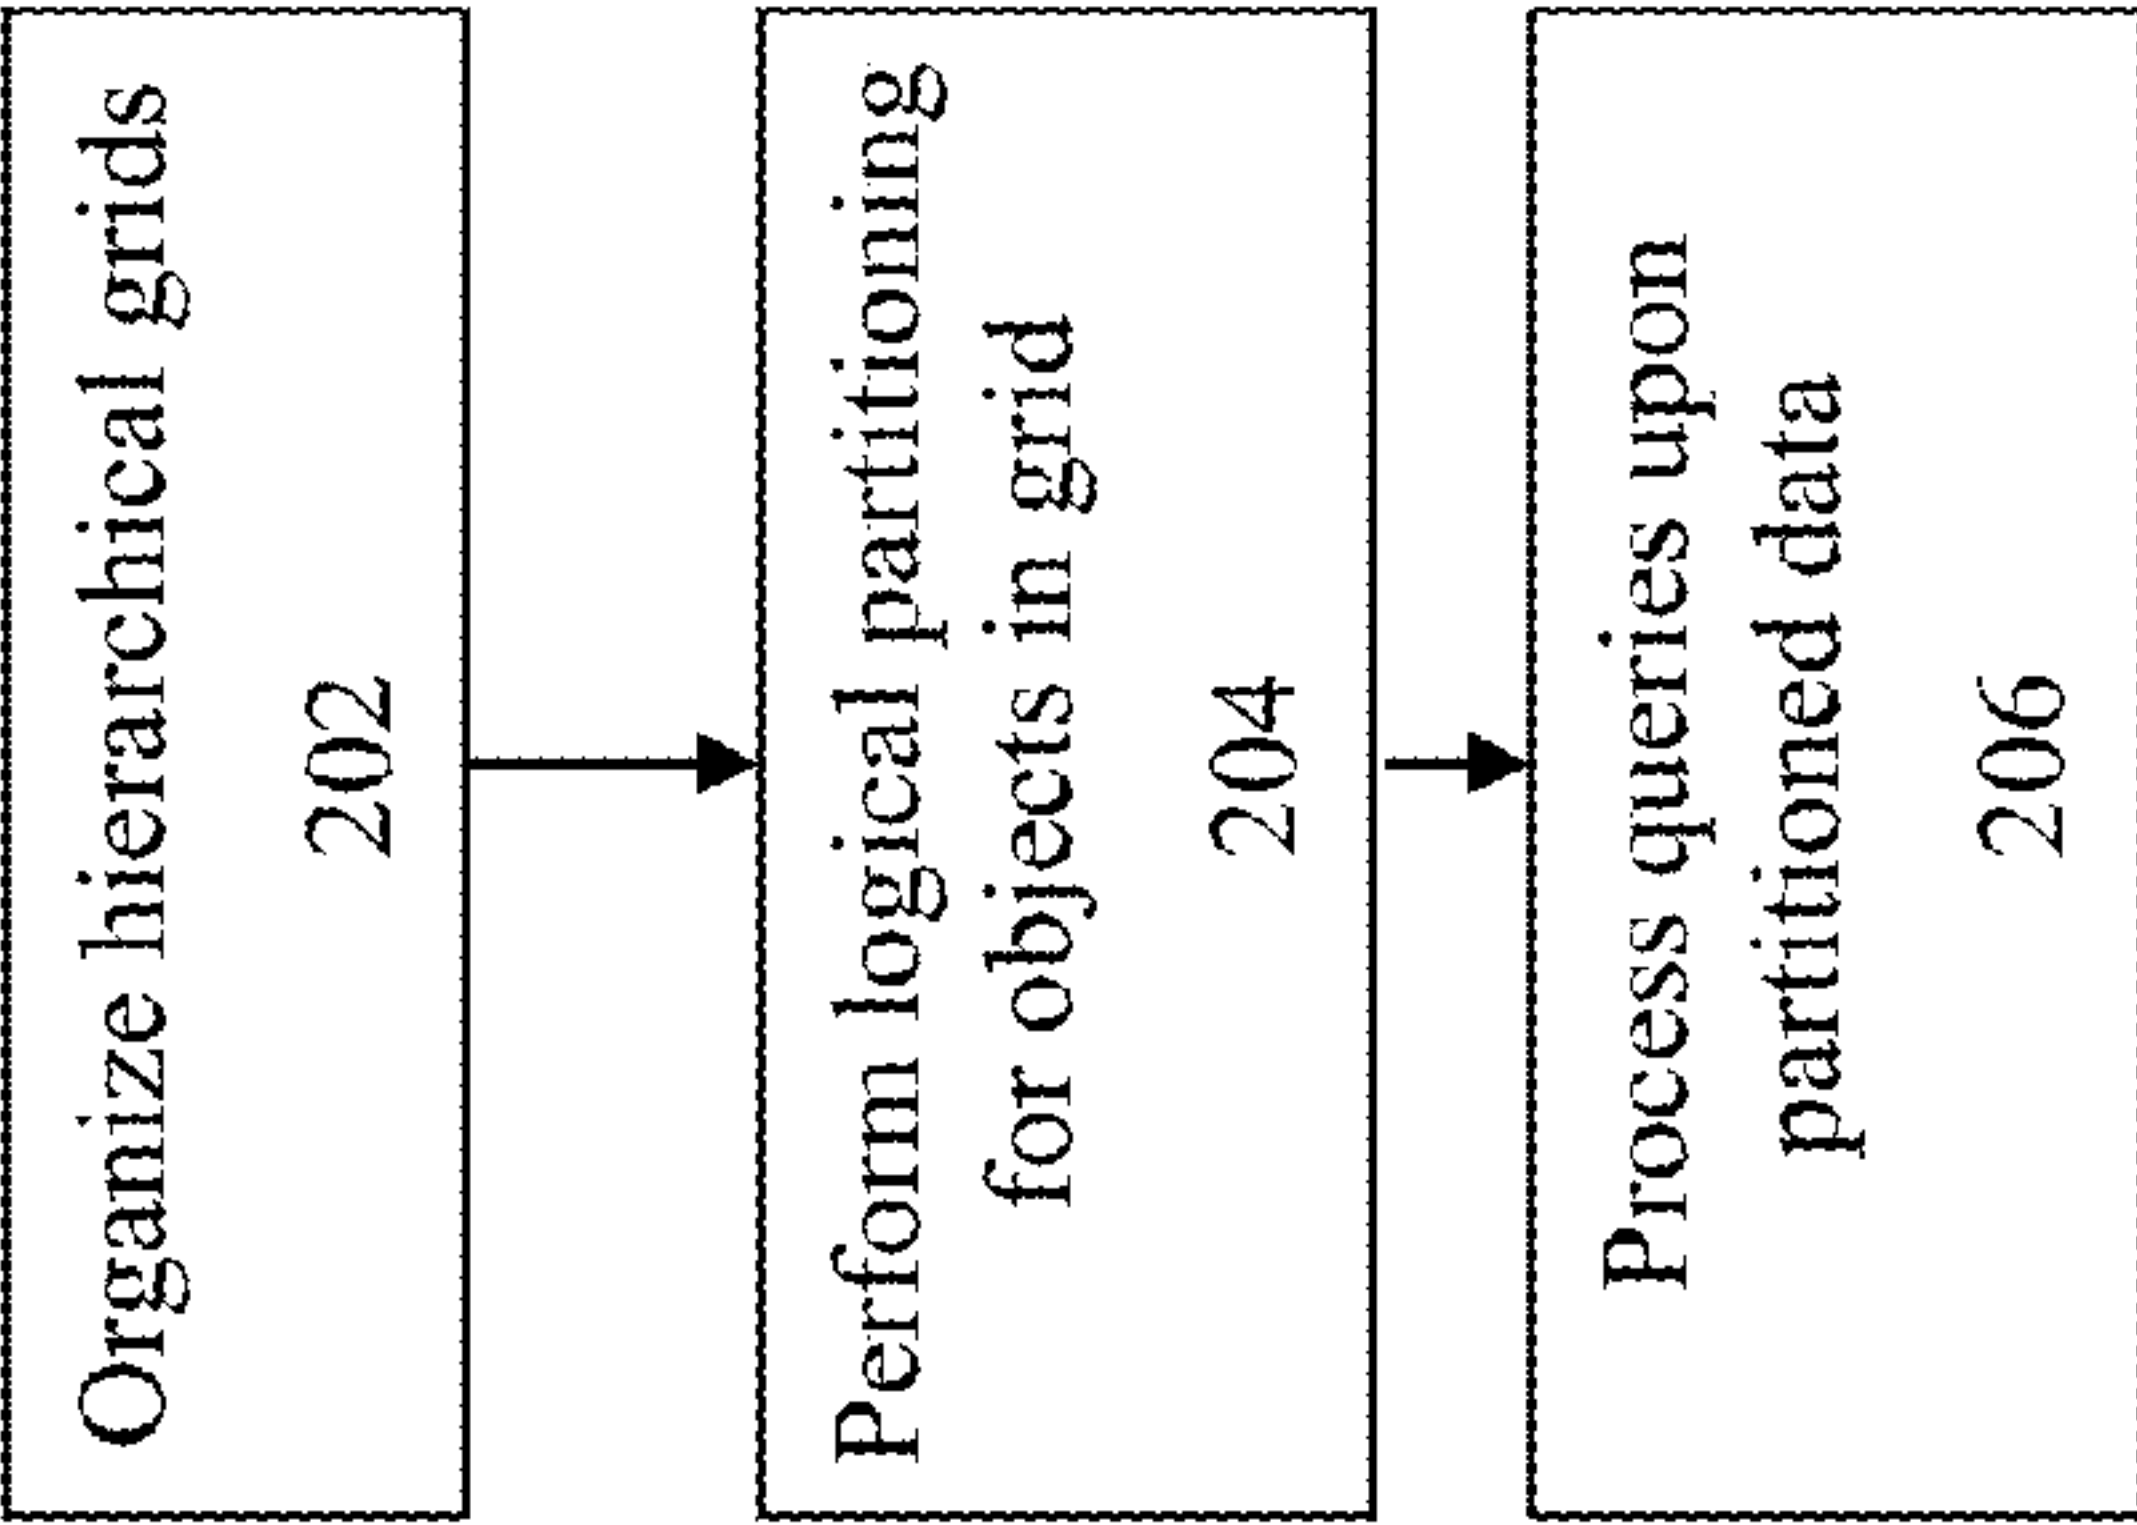 Organize hierarchical grids
202
Perform logical partitioning
for objects in grid
204
Process queries upon
partitioned data
206